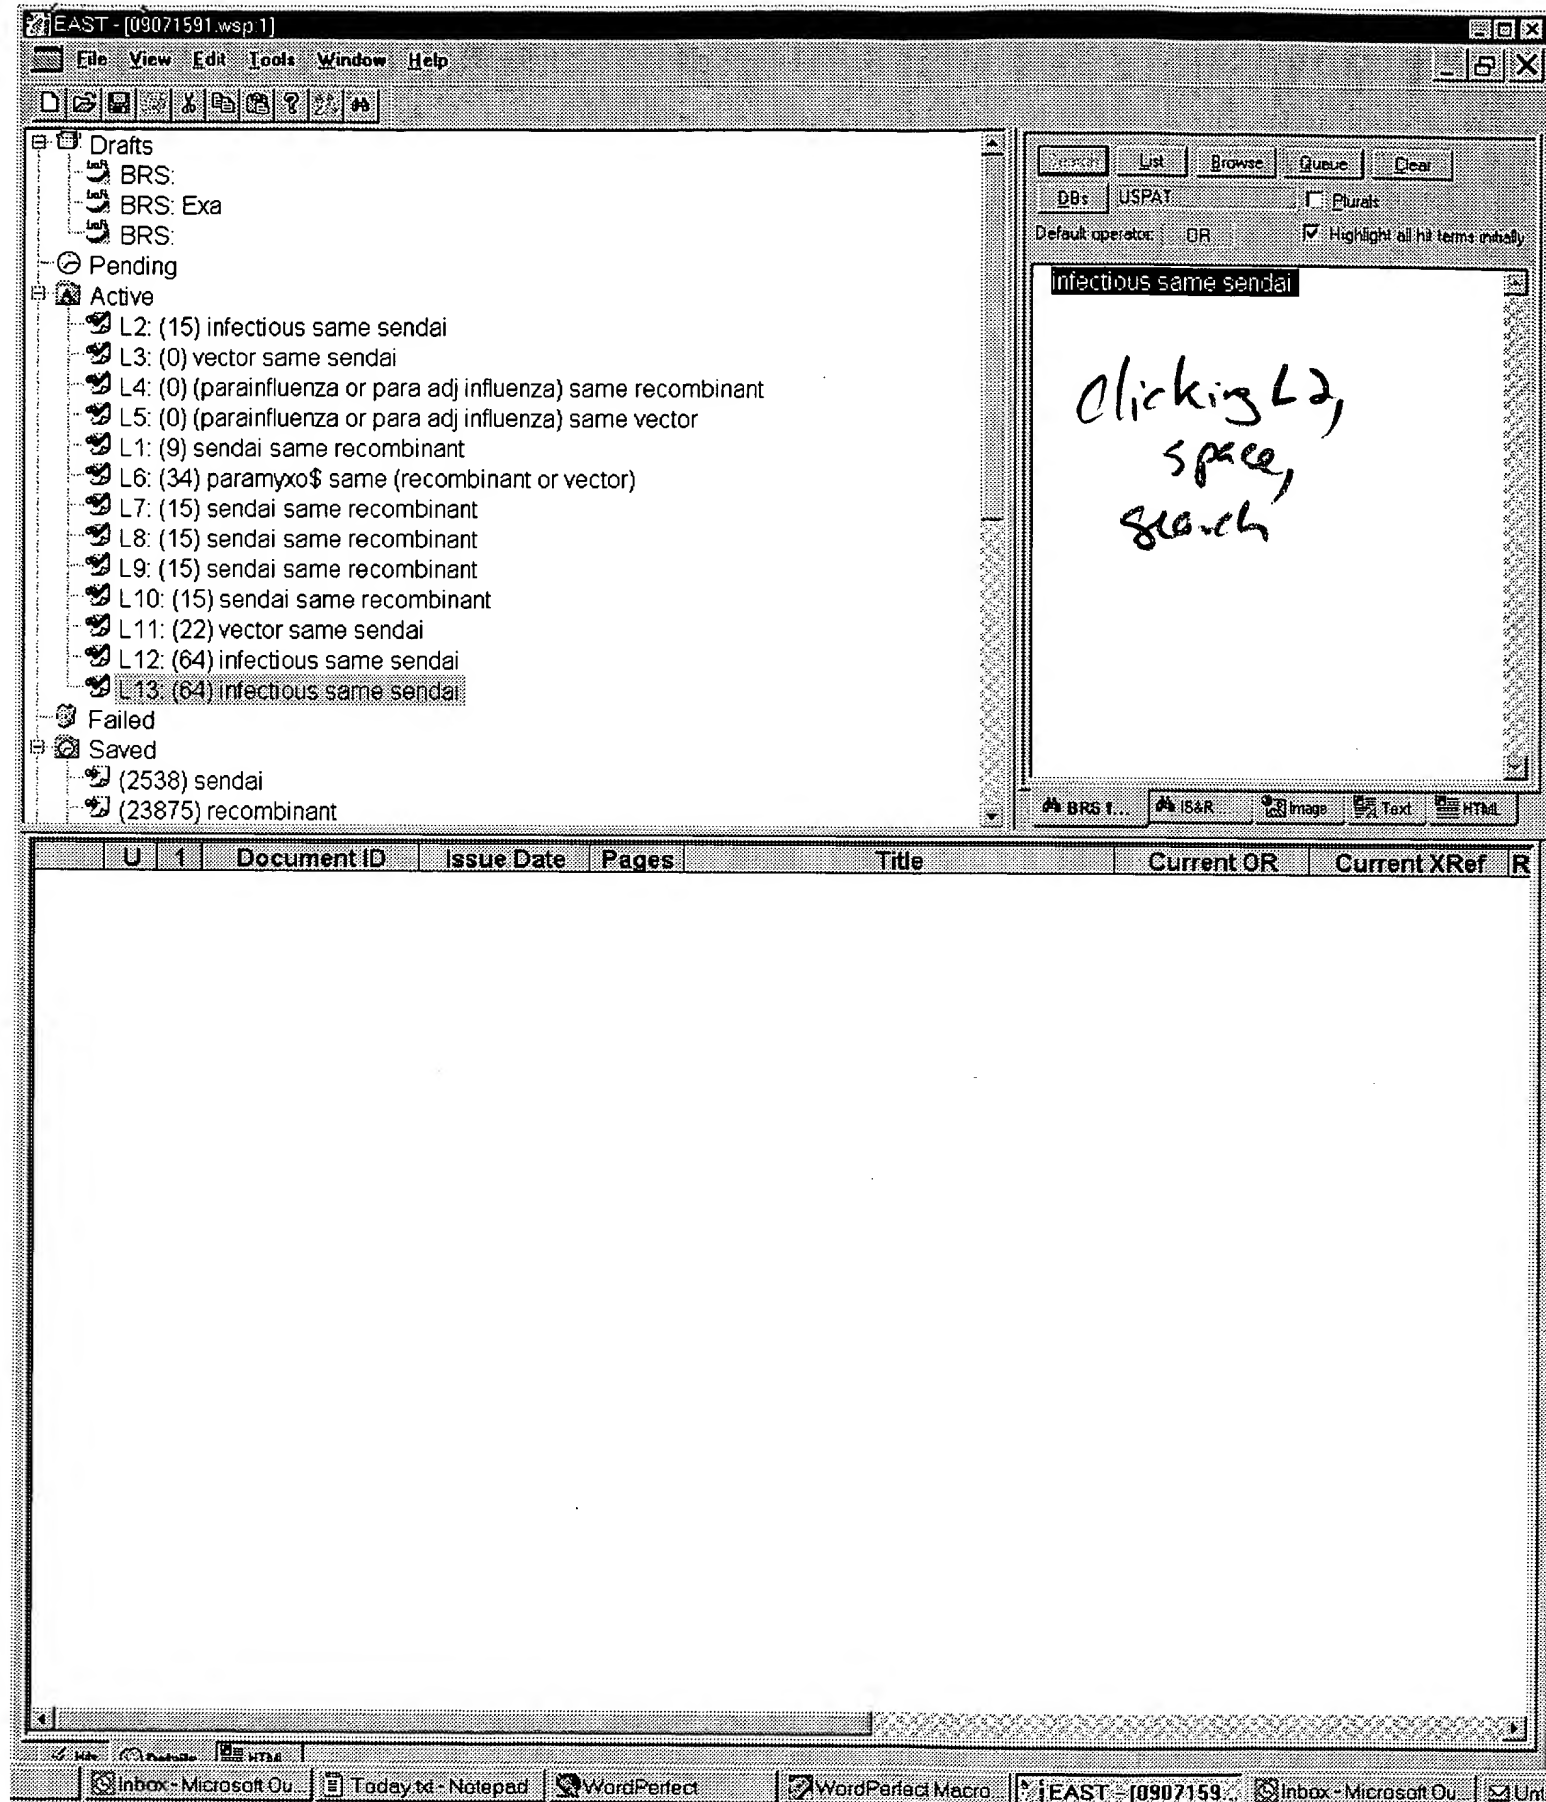 EAST - [09071591.wsp:1]
File View Edit Tools Window Help
Drafts
BRS:
BRS: Exa
BRS:
Pending
Active
L2: (15) infectious same sendai
L3: (0) vector same sendai
L4: (0) (parainfluenza or para adj influenza) same recombinant
L5: (0) (parainfluenza or para adj influenza) same vector
L1: (9) sendai same recombinant
L6: (34) paramyxo$ same (recombinant or vector)
L7: (15) sendai same recombinant
L8: (15) sendai same recombinant
L9: (15) sendai same recombinant
L10: (15) sendai same recombinant
L11: (22) vector same sendai
L12: (64) infectious same sendai
L13: (64) infectious same sendai
Failed
Saved
(2538) sendai
(23875) recombinant
Search List Browse Queue Clear
DBs USPAT Plurals
Default operator: OR Highlight all hit terms initially
infectious same sendai
clicking L2,
space,
search
BRS f... IS&R Image Text HTML
U 1 Document ID Issue Date Pages Title Current OR Current XRef R
Hits Details HTML
Inbox - Microsoft Ou... Today.txt - Notepad WordPerfect WordPerfect Macro... EAST - [0907159... Inbox - Microsoft Ou... Unt